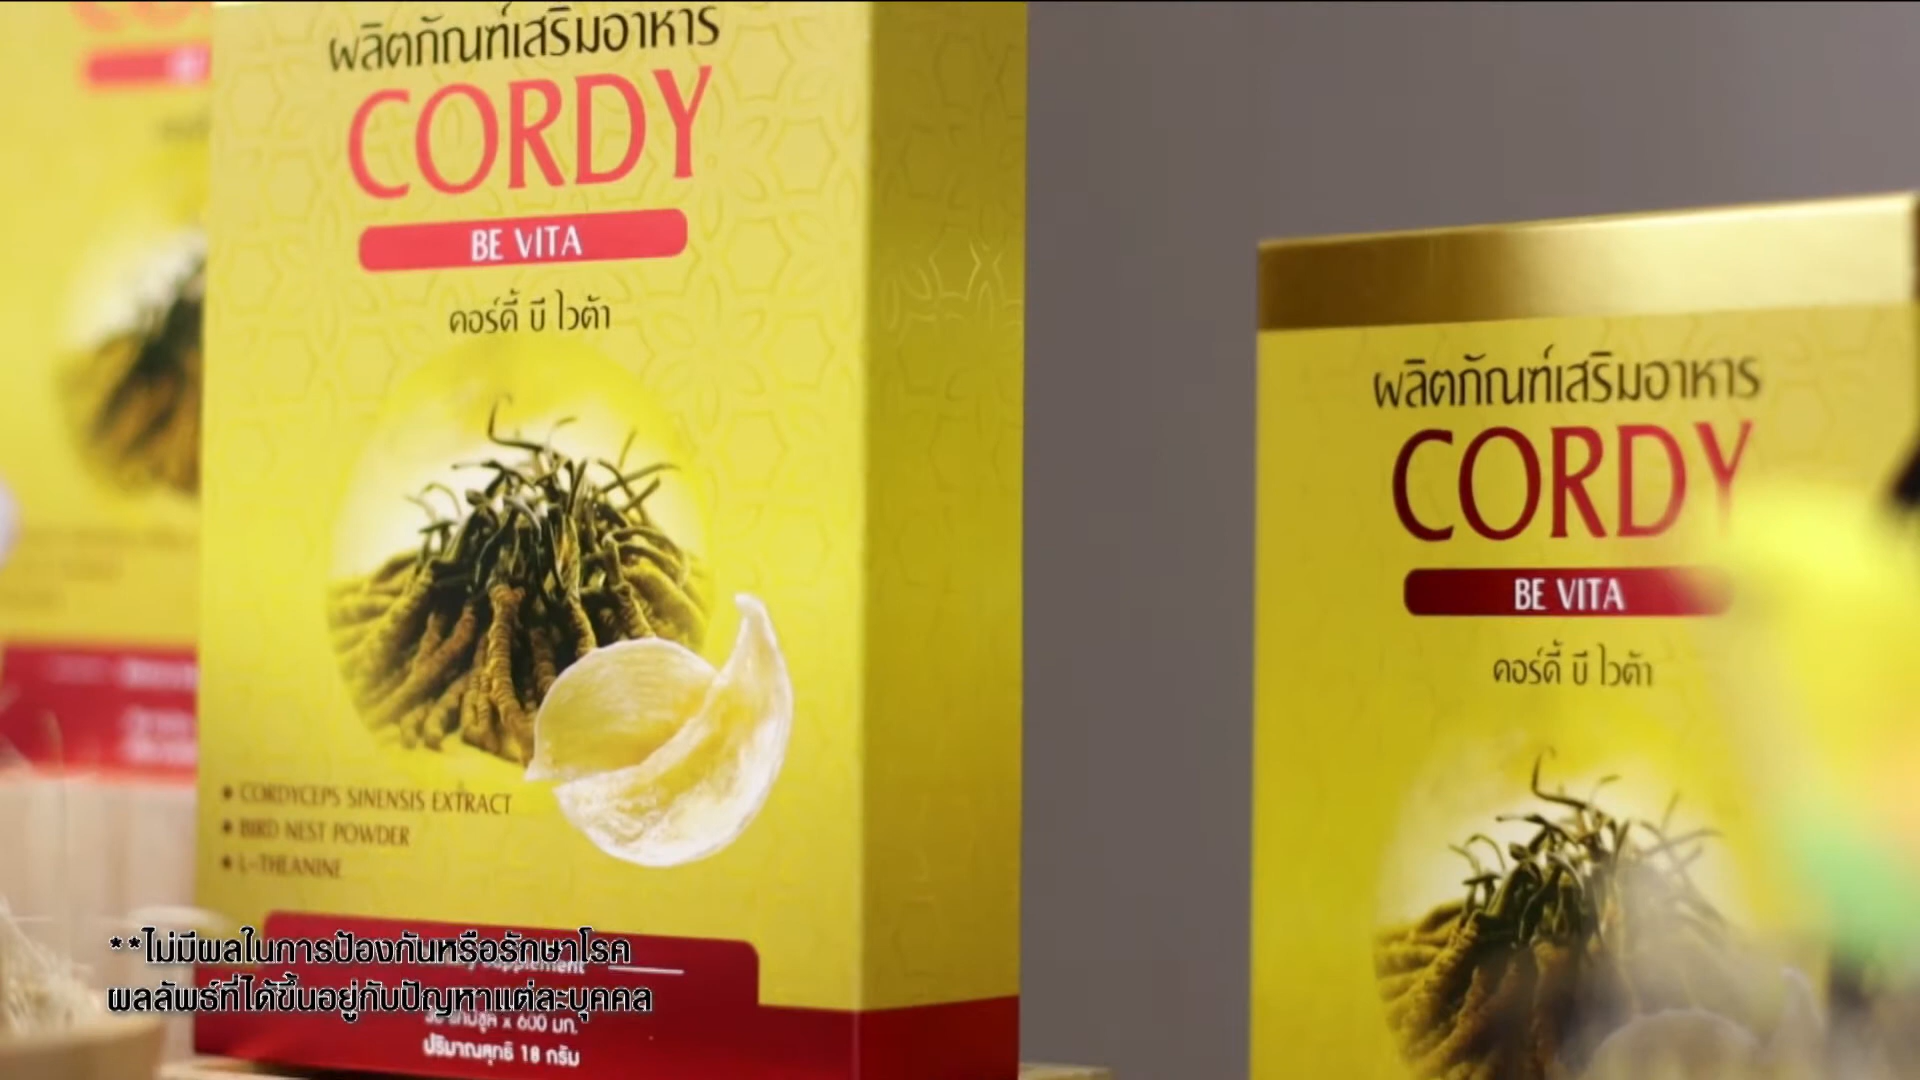 ผลิตภัณฑ์เสริมอาหาร
CORDY
BE VITA
คอร์ดี้ บี ไวต้า
* CORDYCEPS SINENSIS EXTRACT
* BIRD NEST POWDER
* L-THEANINE
Supplement
x 600 มก.
ปริมาณสุทธิ 18 กรัม
**ไม่มีผลในการป้องกันหรือรักษาโรค
ผลลัพธ์ที่ได้ขึ้นอยู่กับปัญหาแต่ละบุคคล
ผลิตภัณฑ์เสริมอาหาร
CORDY
BE VITA
คอร์ดี้ บี ไวต้า